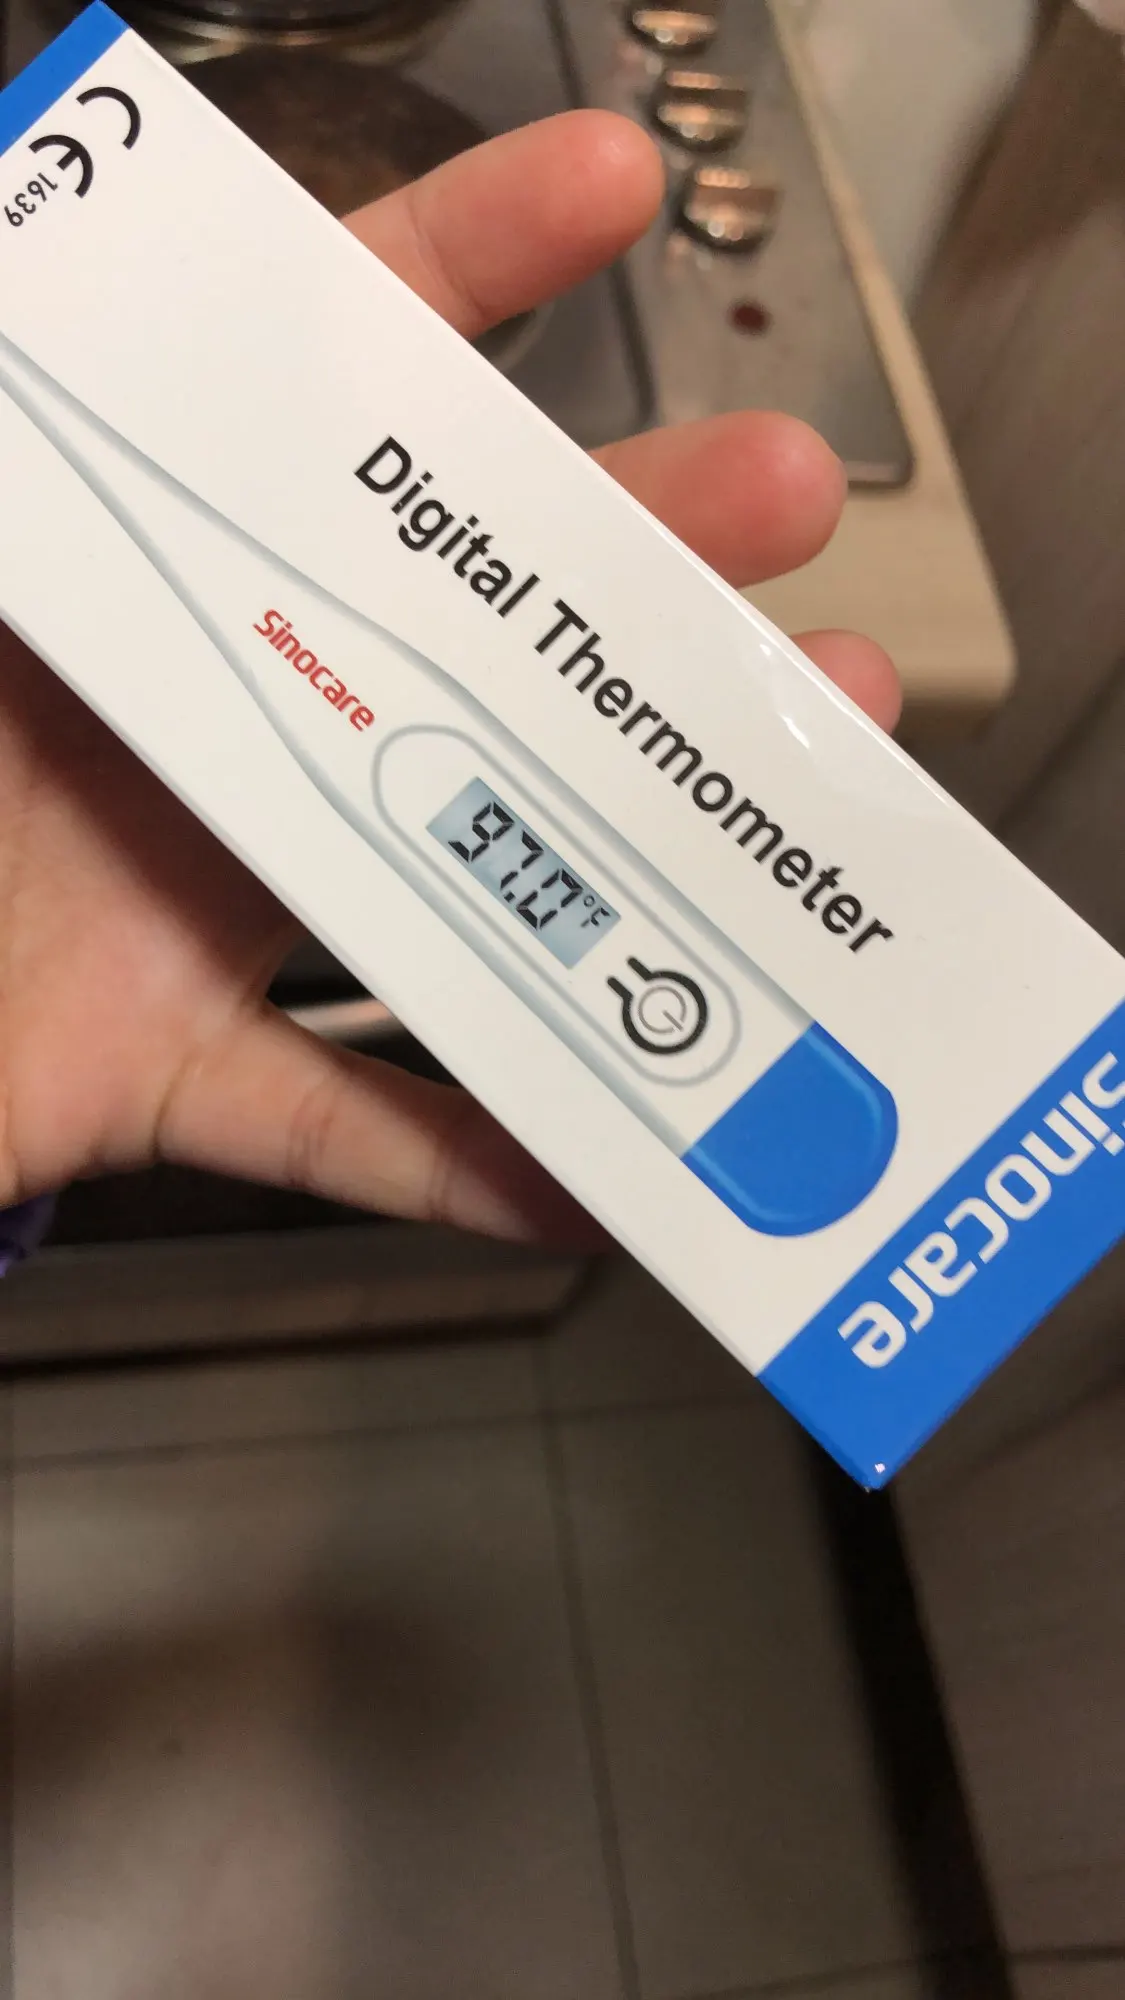 CE 1639
Digital Thermometer
Sinocare
97.0°F
Sinocare